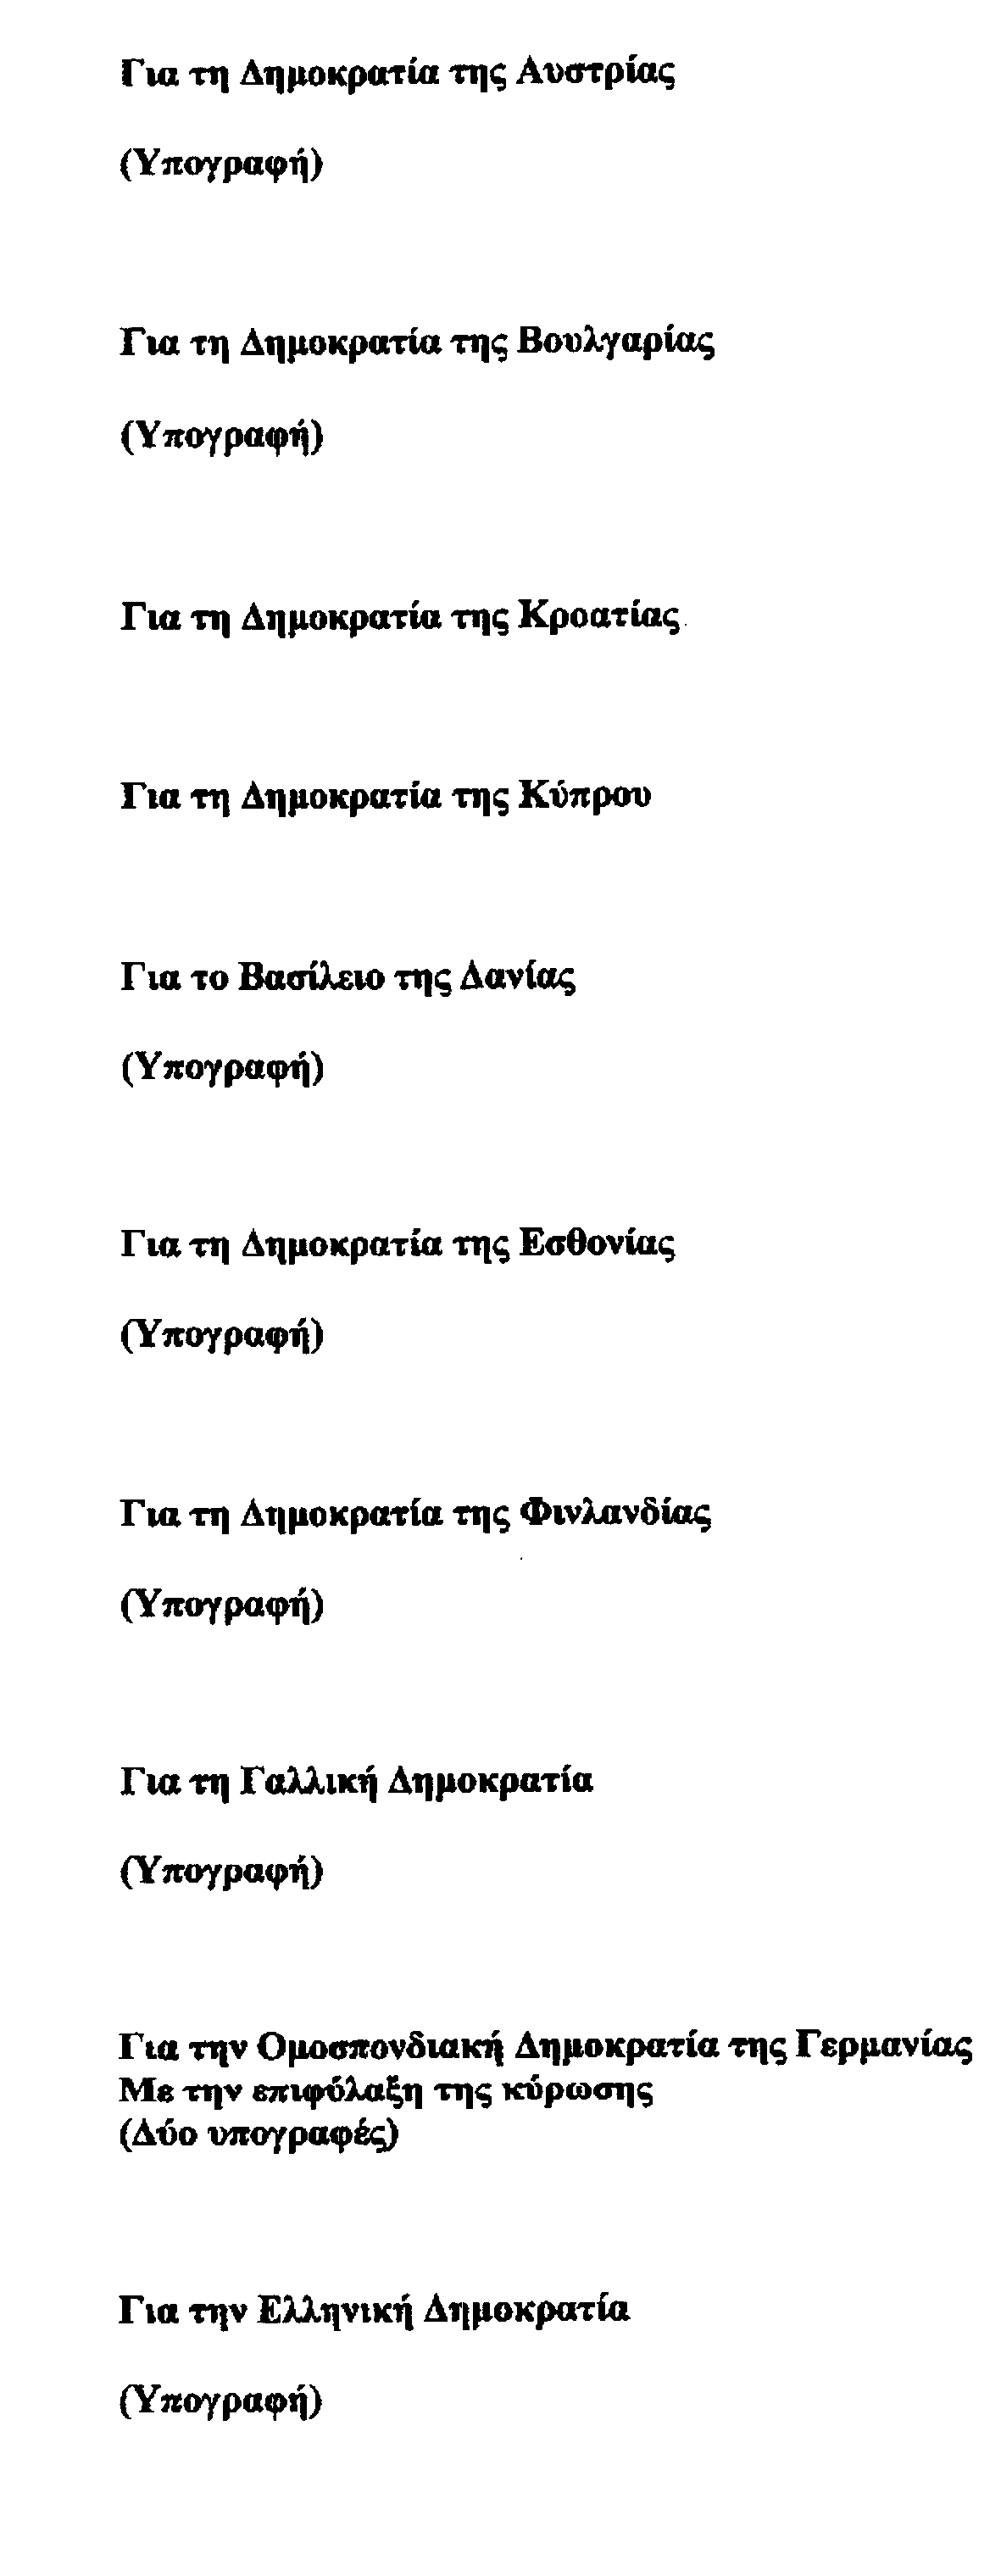 Για τη Δημοκρατία της Αυστρίας
(Υπογραφή)
Για τη Δημοκρατία της Βουλγαρίας
(Υπογραφή)
Για τη Δημοκρατία της Κροατίας
Για τη Δημοκρατία της Κύπρου
Για το Βασίλειο της Δανίας
(Υπογραφή)
Για τη Δημοκρατία της Εσθονίας
(Υπογραφή)
Για τη Δημοκρατία της Φινλανδίας
(Υπογραφή)
Για τη Γαλλική Δημοκρατία
(Υπογραφή)
Για την Ομοσπονδιακή Δημοκρατία της Γερμανίας
Με την επιφύλαξη της κύρωσης
(Δύο υπογραφές)
Για την Ελληνική Δημοκρατία
(Υπογραφή)